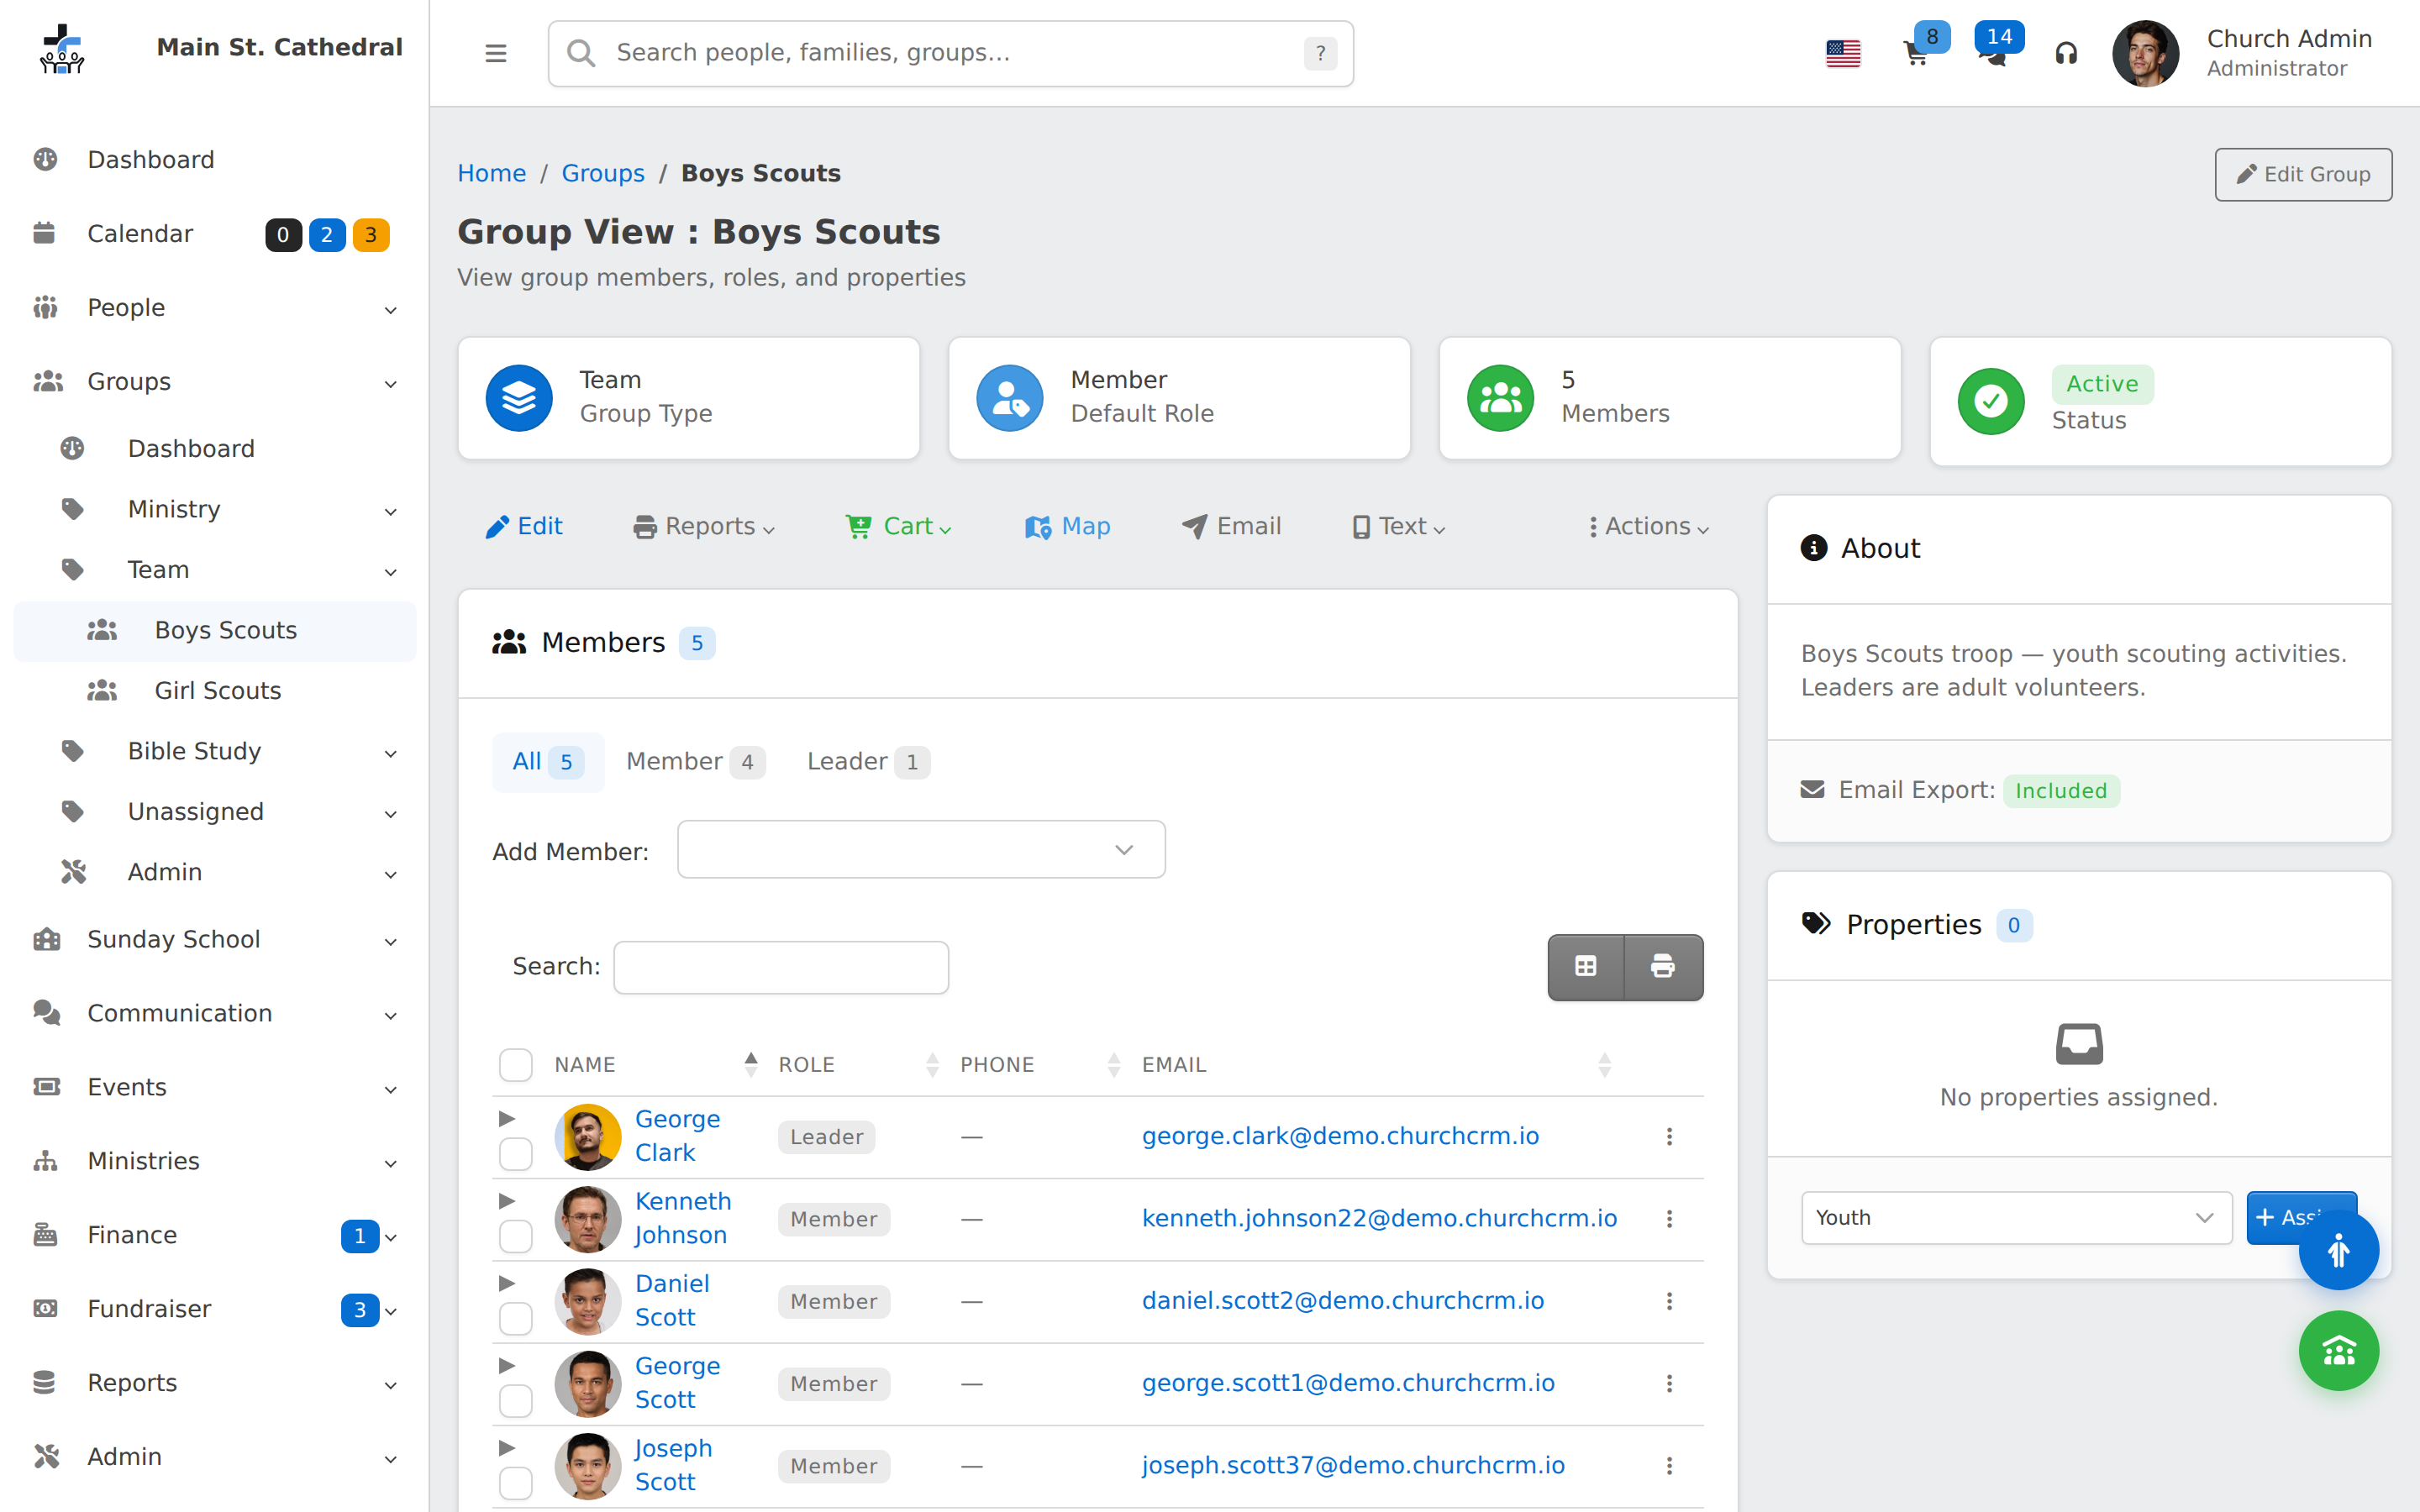 Main St. Cathedral
Search people, families, groups...
?
8
14
Church Admin
Administrator
Dashboard
Calendar 0 2 3
People
Groups
Dashboard
Ministry
Team
Boys Scouts
Girl Scouts
Bible Study
Unassigned
Admin
Sunday School
Communication
Events
Ministries
Finance 1
Fundraiser 3
Reports
Admin
Home / Groups / Boys Scouts
Edit Group
Group View : Boys Scouts
View group members, roles, and properties
Team
Group Type
Member
Default Role
5
Members
Active
Status
Edit
Reports
Cart
Map
Email
Text
Actions
Members 5
All 5
Member 4
Leader 1
Add Member:
Search:
NAME ROLE PHONE EMAIL
George Clark
Leader
—
george.clark@demo.churchcrm.io
Kenneth Johnson
Member
—
kenneth.johnson22@demo.churchcrm.io
Daniel Scott
Member
—
daniel.scott2@demo.churchcrm.io
George Scott
Member
—
george.scott1@demo.churchcrm.io
Joseph Scott
Member
—
joseph.scott37@demo.churchcrm.io
About
Boys Scouts troop — youth scouting activities.
Leaders are adult volunteers.
Email Export: Included
Properties 0
No properties assigned.
Youth